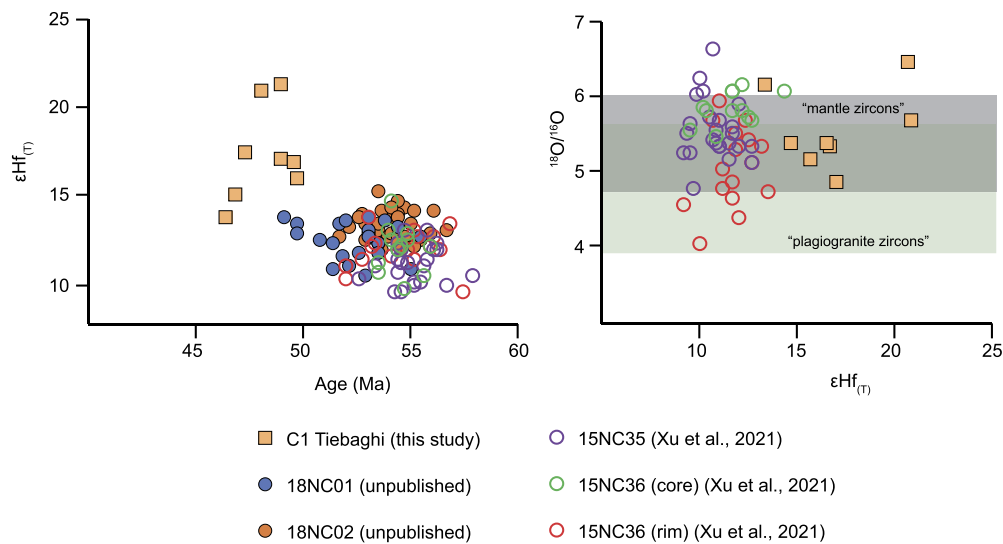 25
20
15
10
εHf(T)
45
50
55
60
Age (Ma)
7
6
5
4
18O/16O
"mantle zircons"
"plagiogranite zircons"
10
15
20
25
εHf(T)
C1 Tiebaghi (this study)
18NC01 (unpublished)
18NC02 (unpublished)
15NC35 (Xu et al., 2021)
15NC36 (core) (Xu et al., 2021)
15NC36 (rim) (Xu et al., 2021)